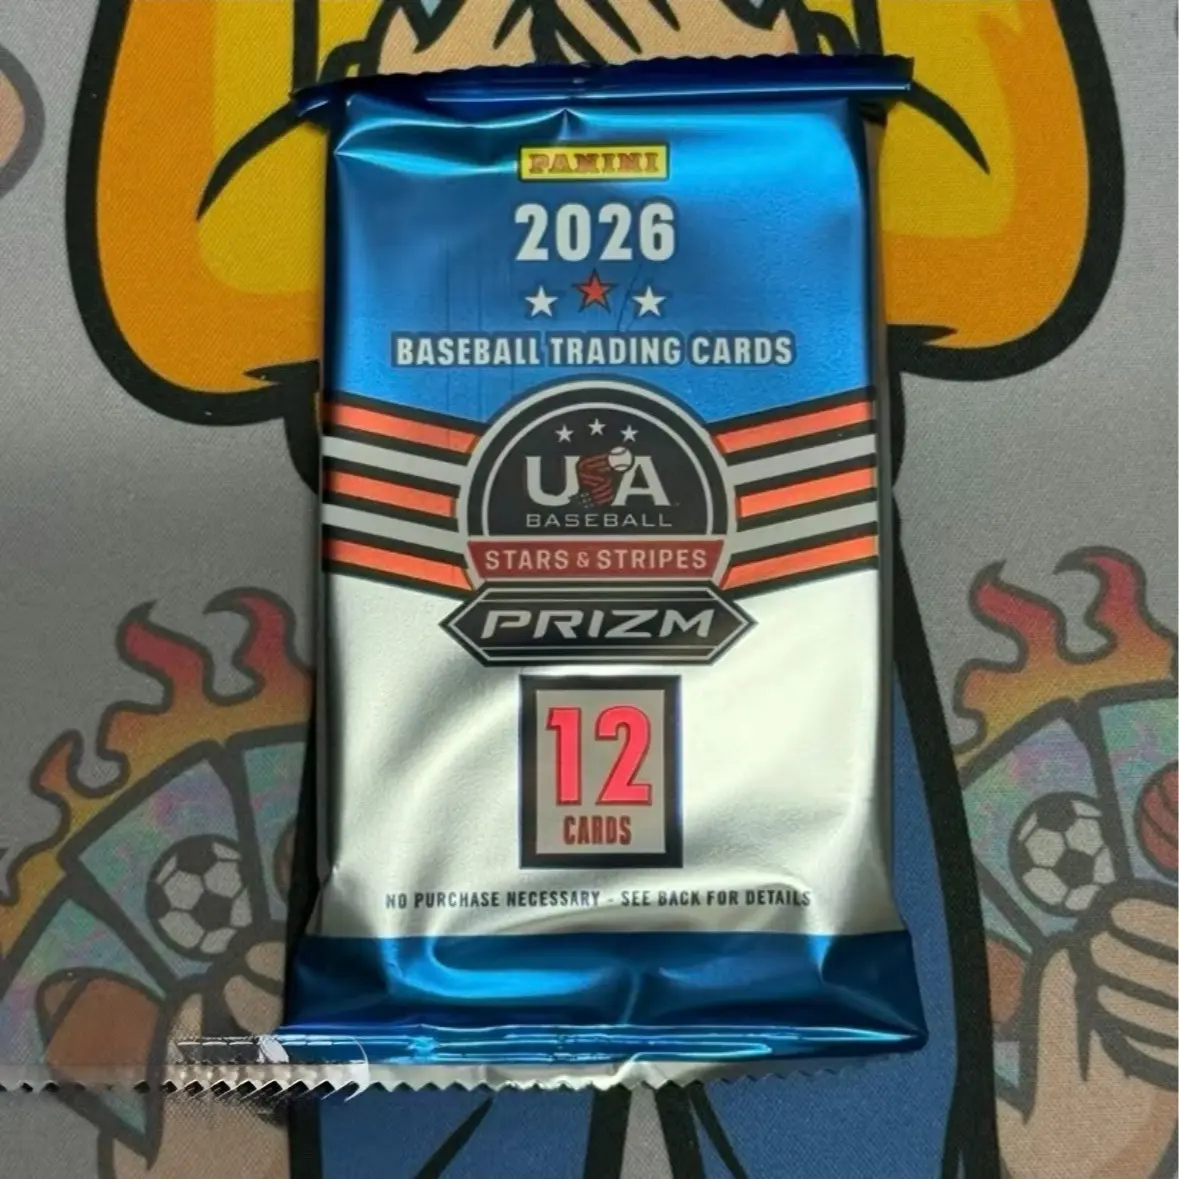 PANINI
2026
BASEBALL TRADING CARDS
USA
BASEBALL
STARS & STRIPES
PRIZM
12
CARDS
NO PURCHASE NECESSARY - SEE BACK FOR DETAILS